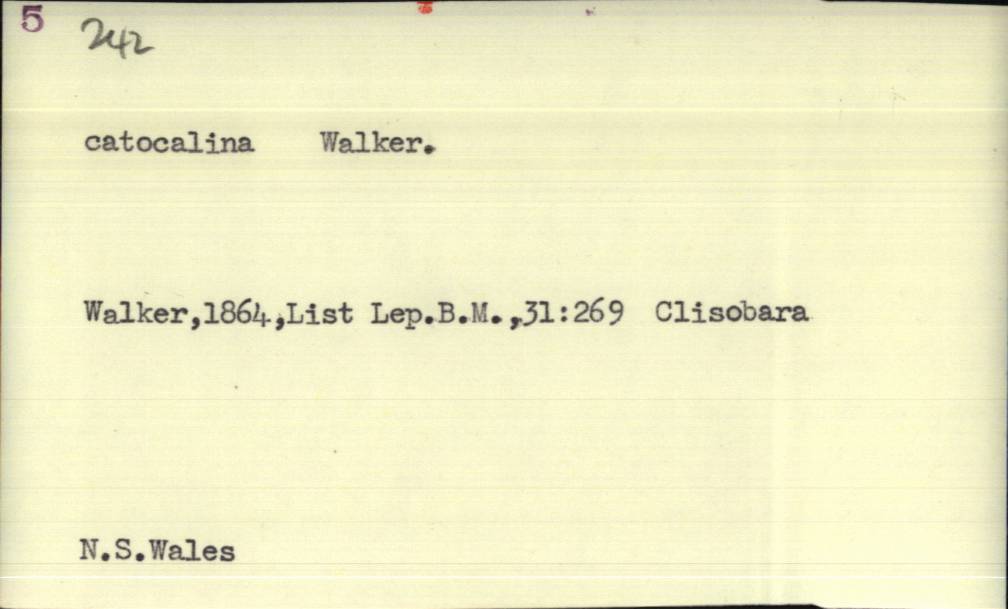 5
242
catocalina Walker.
Walker,1864,List Lep.B.M.,31:269 Clisobara
N.S.Wales